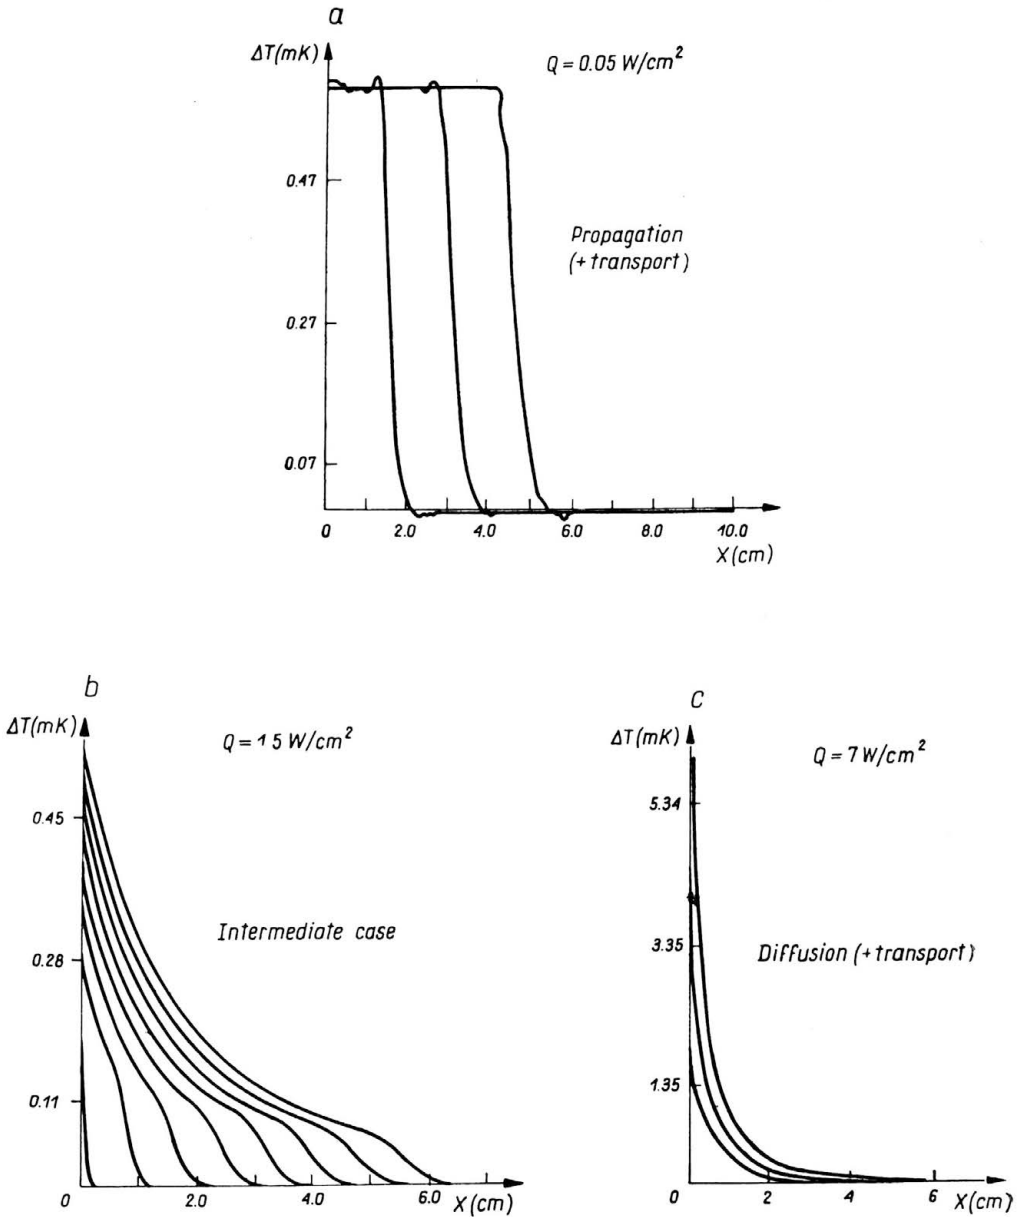 a
ΔT(mK)
Q = 0.05 W/cm²
0.47
Propagation
(+ transport)
0.27
0.07
0 2.0 4.0 6.0 8.0 10.0
X(cm)
b
ΔT(mK)
Q = 15 W/cm²
0.45
Intermediate case
0.28
0.11
0 2.0 4.0 6.0 X(cm)
c
ΔT(mK)
Q = 7 W/cm²
5.34
3.35
Diffusion (+ transport)
1.35
0 2 4 6 X(cm)